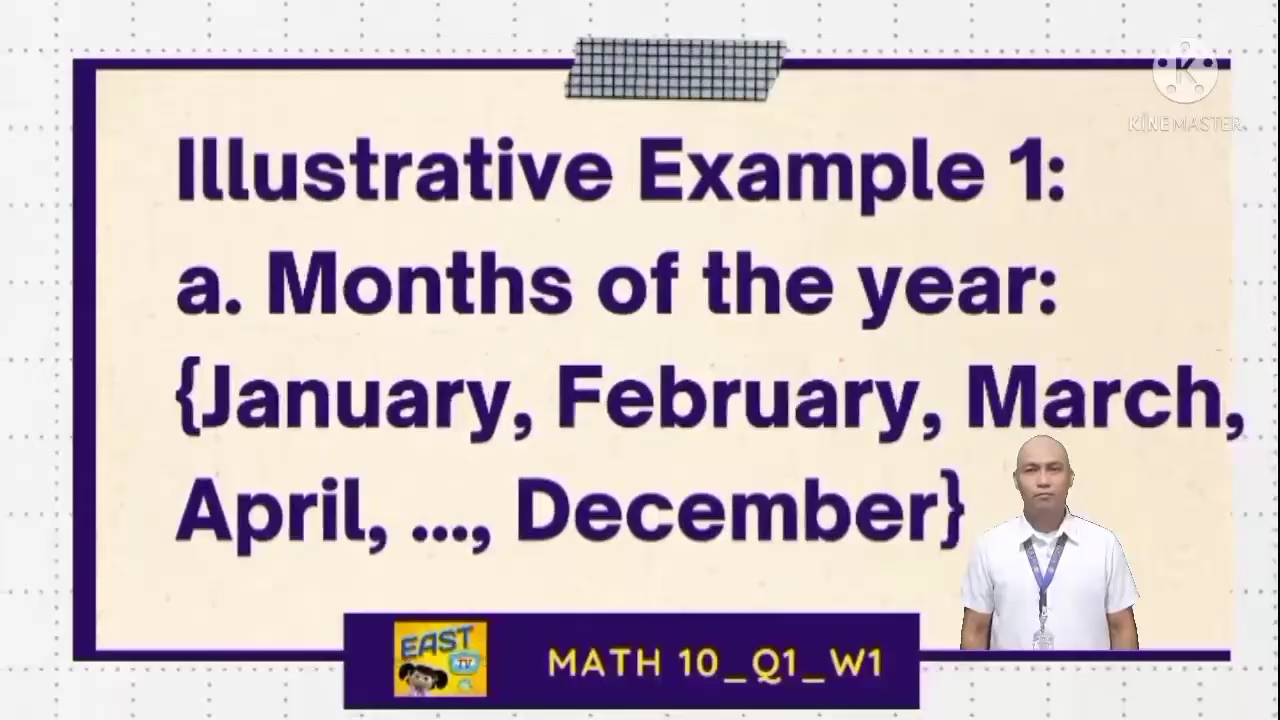 KINEMASTER
Illustrative Example 1:
a. Months of the year:
{January, February, March,
April, ..., December}
EAST
TV
MATH 10_Q1_W1